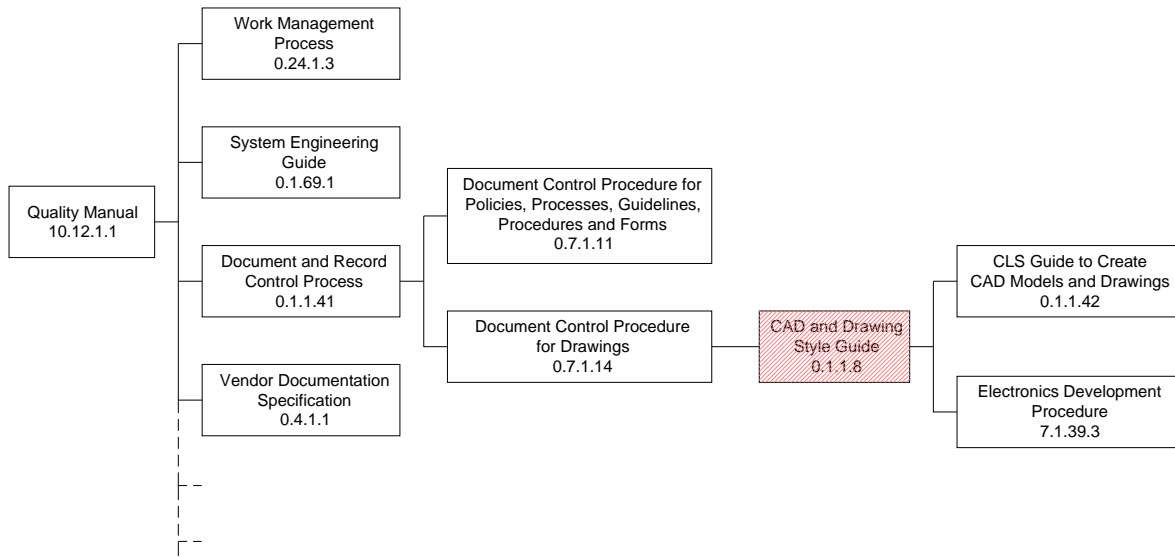 Work Management
Process
0.24.1.3
System Engineering
Guide
0.1.69.1
Quality Manual
10.12.1.1
Document and Record
Control Process
0.1.1.41
Vendor Documentation
Specification
0.4.1.1
Document Control Procedure for
Policies, Processes, Guidelines,
Procedures and Forms
0.7.1.11
Document Control Procedure
for Drawings
0.7.1.14
CAD and Drawing
Style Guide
0.1.1.8
CLS Guide to Create
CAD Models and Drawings
0.1.1.42
Electronics Development
Procedure
7.1.39.3